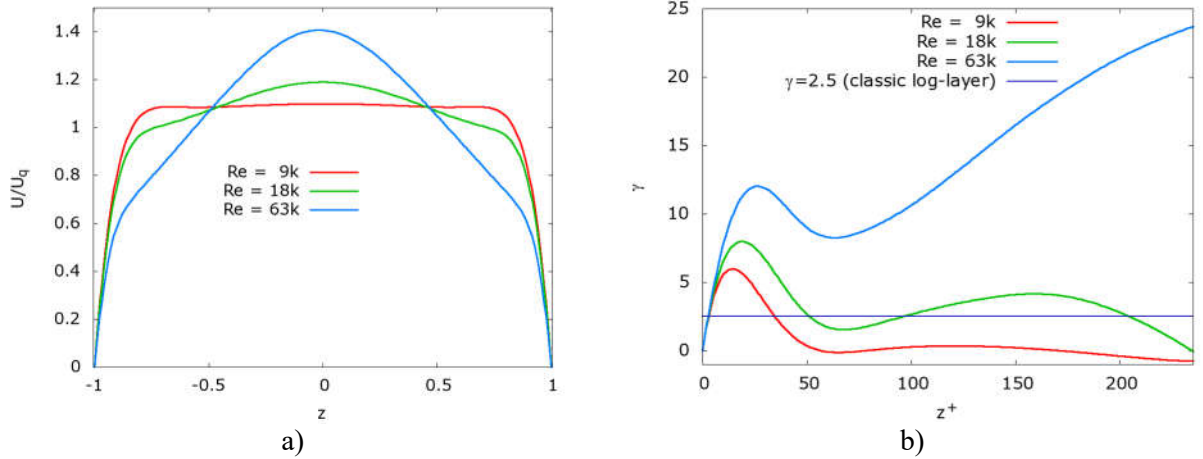 1.4
1.2
1
0.8
0.6
0.4
0.2
0
U/Uq
Re = 9k
Re = 18k
Re = 63k
-1
-0.5
0
0.5
1
z
a)
25
20
15
10
5
0
γ
Re = 9k
Re = 18k
Re = 63k
γ=2.5 (classic log-layer)
0
50
100
150
200
z+
b)